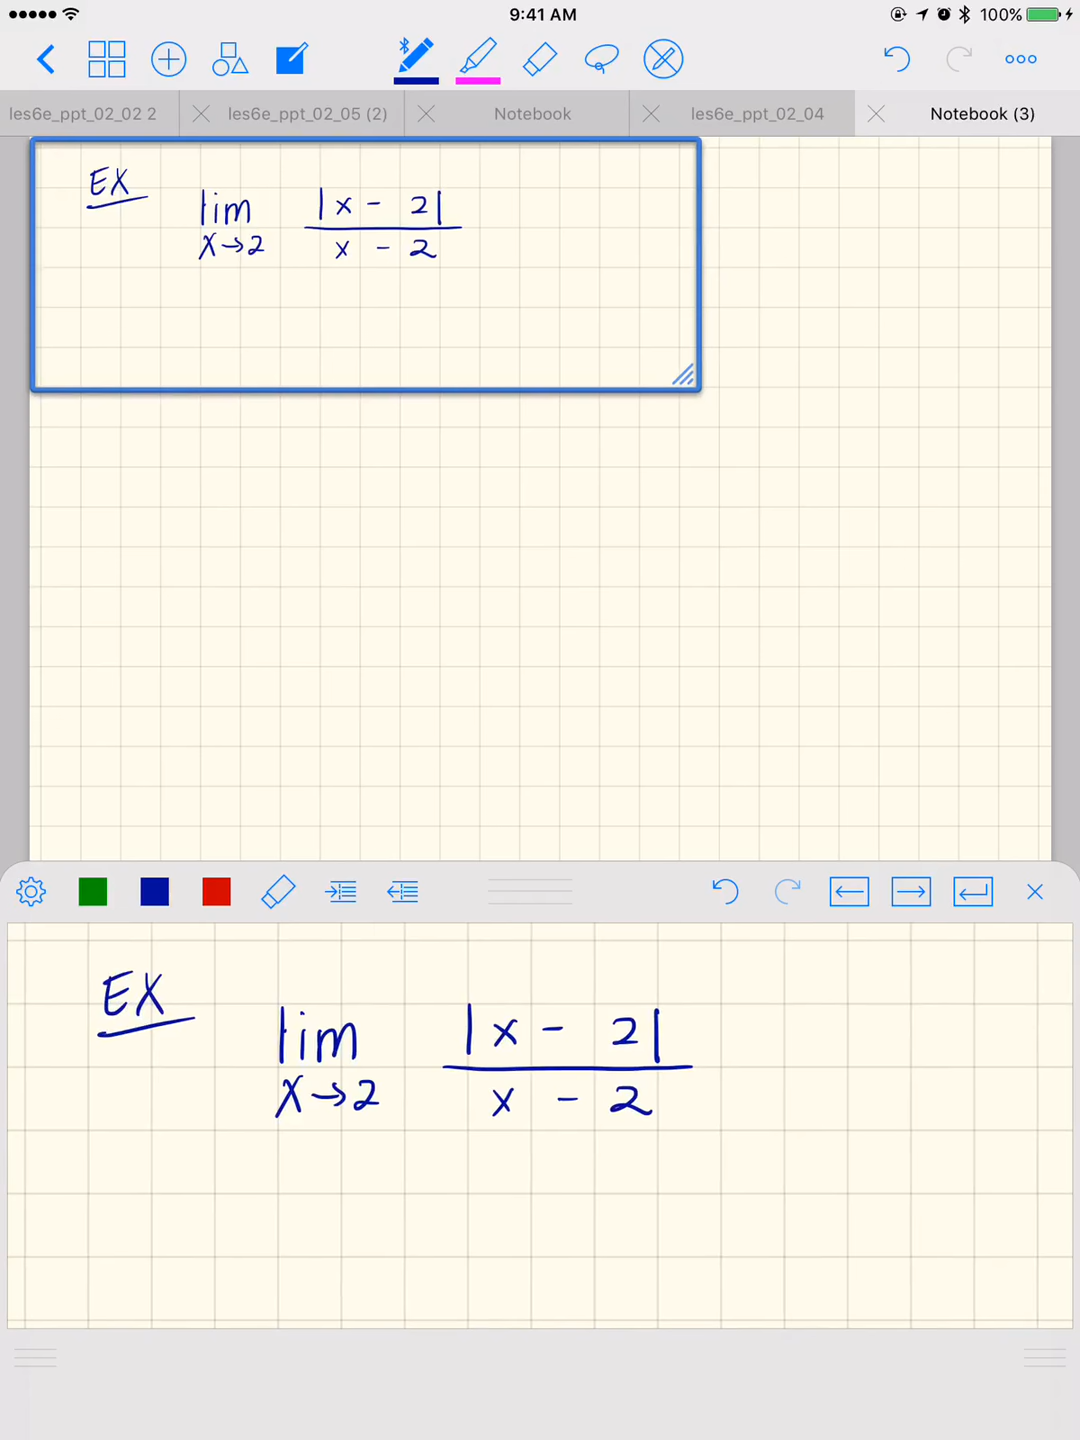 9:41 AM 100%
les6e_ppt_02_02 2 les6e_ppt_02_05 (2) Notebook les6e_ppt_02_04 Notebook (3)
EX
lim |x - 2|
x→2 x - 2
EX
lim |x - 2|
x→2 x - 2